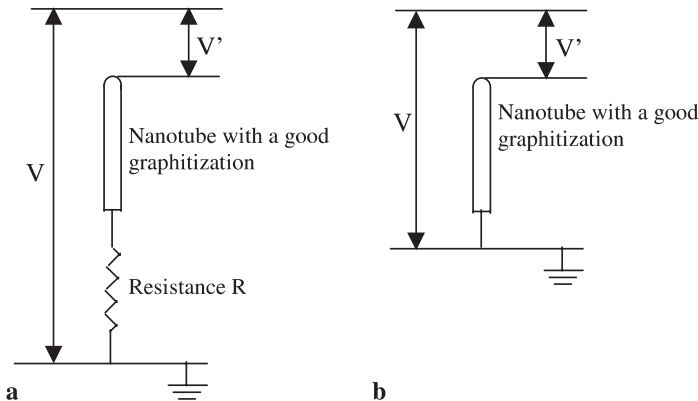 V’
Nanotube with a good
graphitization
V
Resistance R
a
V’
Nanotube with a good
graphitization
V
b